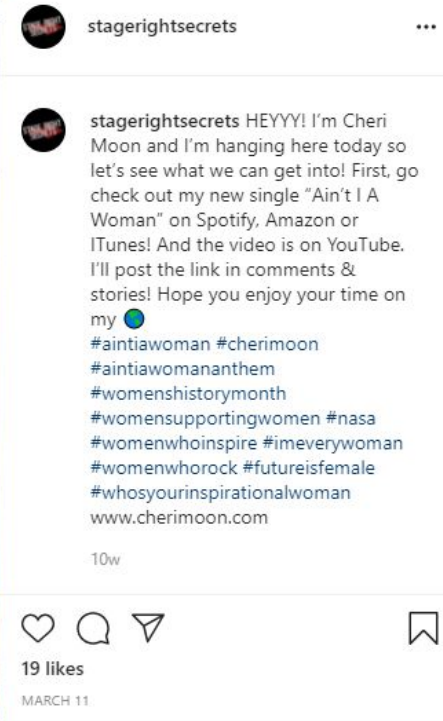 stagerightsecrets
stagerightsecrets HEYYY! I'm Cheri
Moon and I'm hanging here today so
let's see what we can get into! First, go
check out my new single "Ain't I A
Woman" on Spotify, Amazon or
ITunes! And the video is on YouTube.
I'll post the link in comments &
stories! Hope you enjoy your time on
my 🌎
#aintiawoman #cherimoon
#aintiawomananthem
#womenshistorymonth
#womensupportingwomen #nasa
#womenwhoinspire #imeverywoman
#womenwhorock #futureisfemale
#whosyourinspirationalwoman
www.cherimoon.com
10w
19 likes
MARCH 11